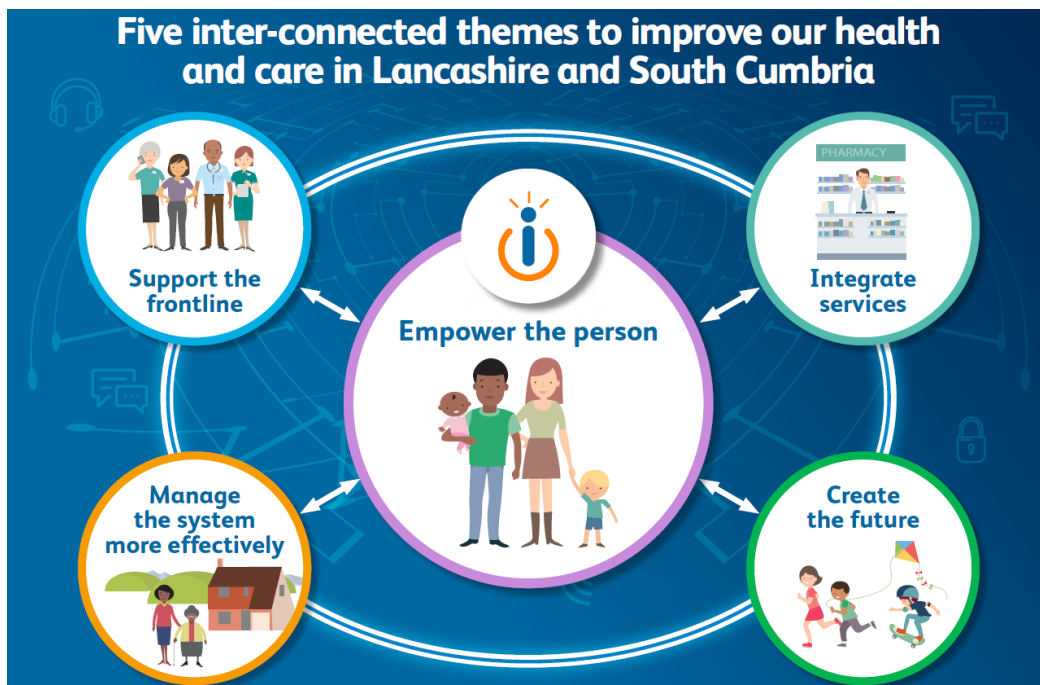 Five inter-connected themes to improve our health
and care in Lancashire and South Cumbria
Support the
frontline
PHARMACY
Integrate
services
Empower the person
Manage
the system
more effectively
Create
the future